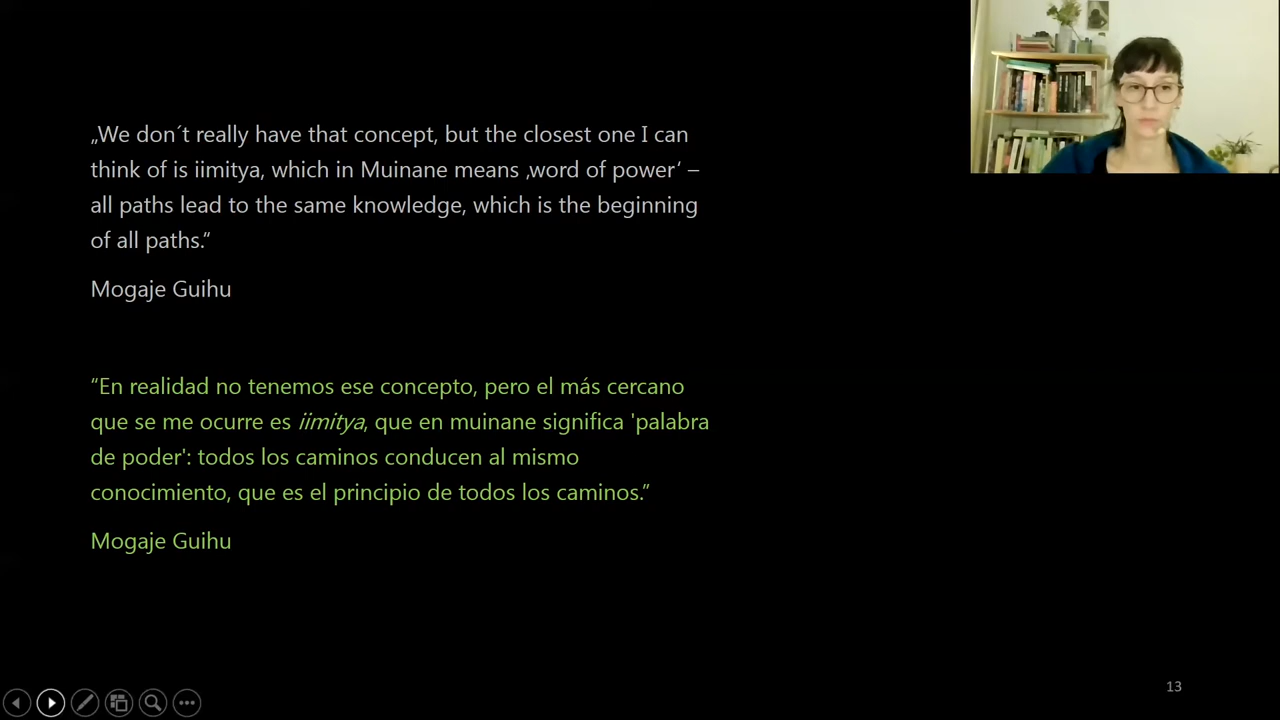 „We don´t really have that concept, but the closest one I can
think of is iimitya, which in Muinane means ‚word of power‘ –
all paths lead to the same knowledge, which is the beginning
of all paths.“
Mogaje Guihu
“En realidad no tenemos ese concepto, pero el más cercano
que se me ocurre es iimitya, que en muinane significa 'palabra
de poder': todos los caminos conducen al mismo
conocimiento, que es el principio de todos los caminos.”
Mogaje Guihu
13